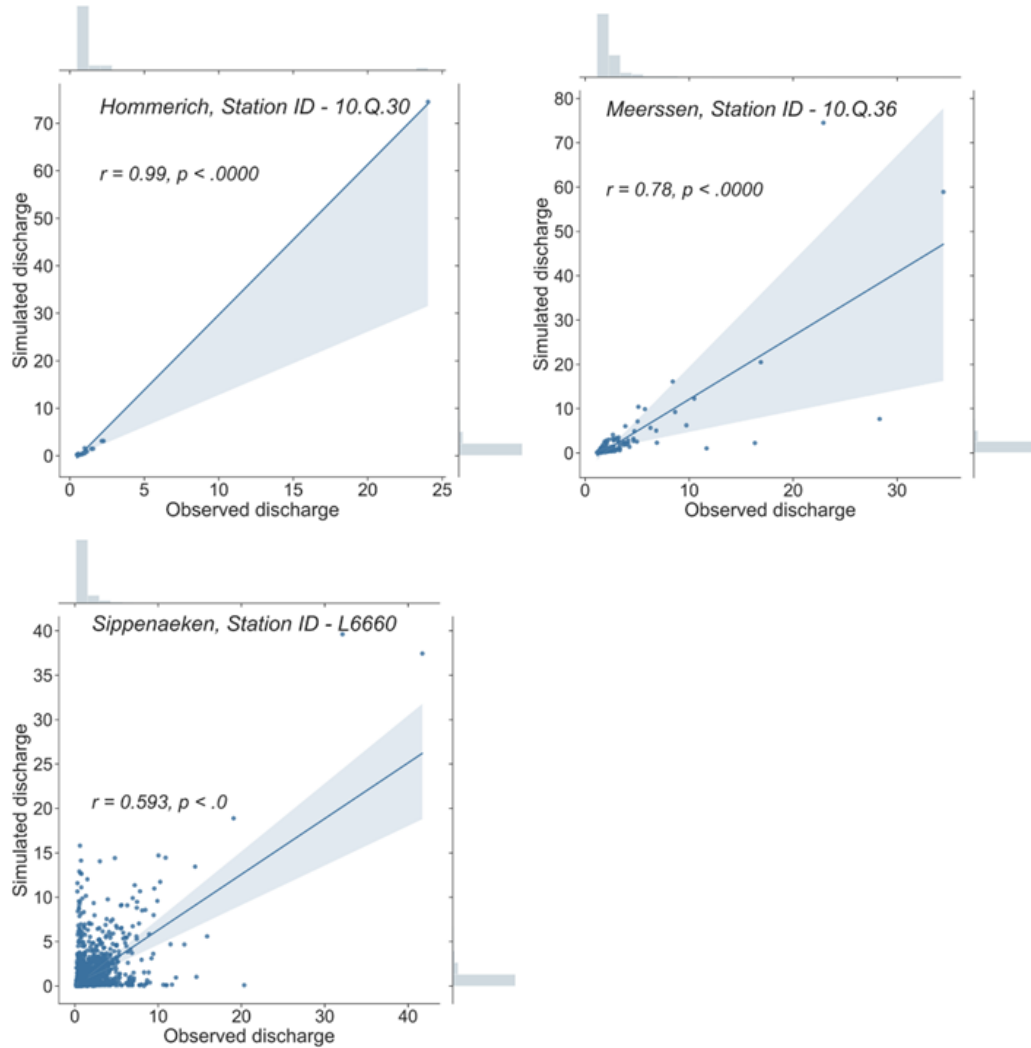 Hommerich, Station ID - 10.Q.30
r = 0.99, p < .0000
Simulated discharge
70
60
50
40
30
20
10
0
0 5 10 15 20 25
Observed discharge
Meerssen, Station ID - 10.Q.36
r = 0.78, p < .0000
Simulated discharge
80
70
60
50
40
30
20
10
0
0 10 20 30
Observed discharge
Sippenaeken, Station ID - L6660
r = 0.593, p < .0
Simulated discharge
40
35
30
25
20
15
10
5
0
0 10 20 30 40
Observed discharge